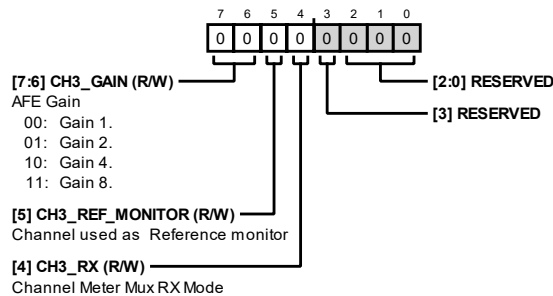 7 6 5 4 3 2 1 0
0 0 0 0 0 0 0 0
[7:6] CH3_GAIN (R/W)
AFE Gain
00: Gain 1.
01: Gain 2.
10: Gain 4.
11: Gain 8.
[5] CH3_REF_MONITOR (R/W)
Channel used as Reference monitor
[4] CH3_RX (R/W)
Channel Meter Mux RX Mode
[2:0] RESERVED
[3] RESERVED